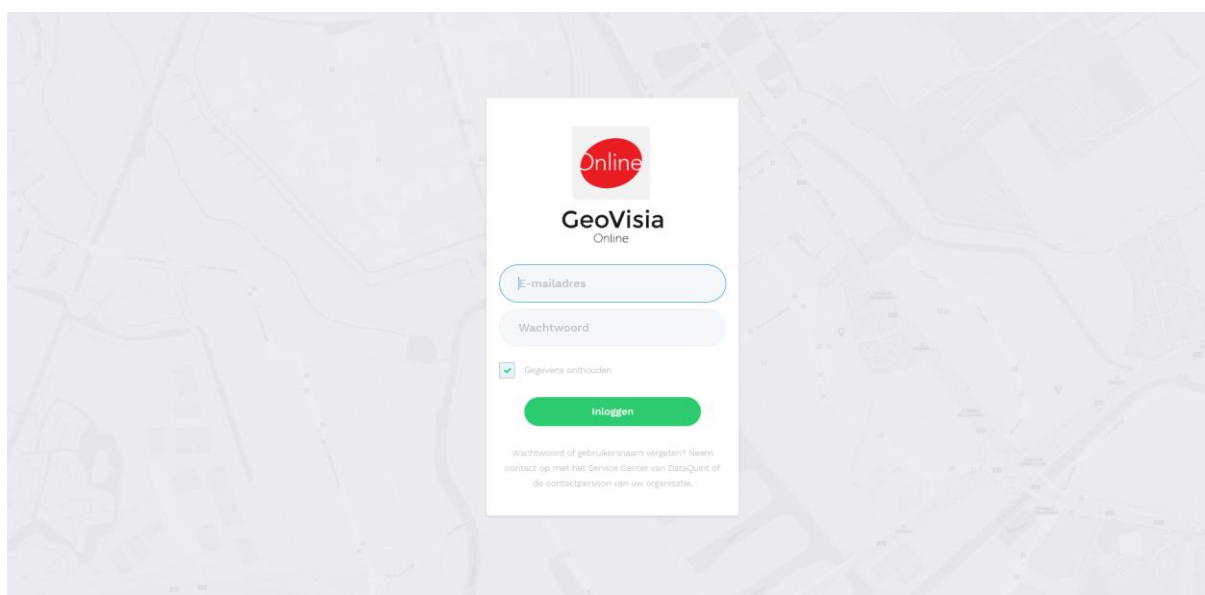 Online
GeoVisia
Online
E-mailadres
Wachtwoord
Gegevens onthouden
Inloggen
Wachtwoord of gebruikersnaam vergeten? Neem
contact op met het Service Center van DataQuint of
de contactpersoon van uw organisatie.